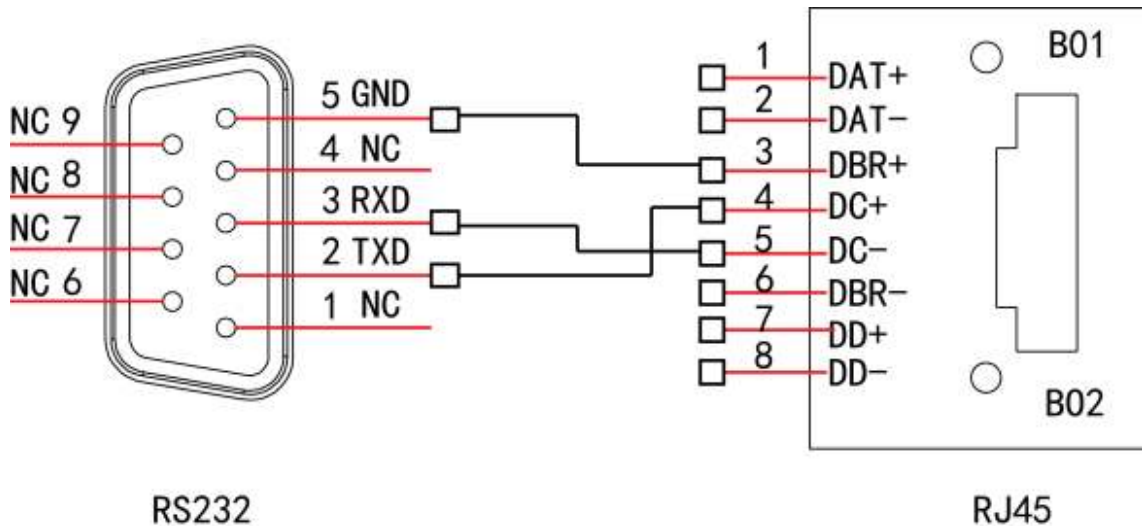 NC 9
NC 8
NC 7
NC 6
5 GND
4 NC
3 RXD
2 TXD
1 NC
RS232
1 DAT+
2 DAT-
3 DBR+
4 DC+
5 DC-
6 DBR-
7 DD+
8 DD-
B01
B02
RJ45